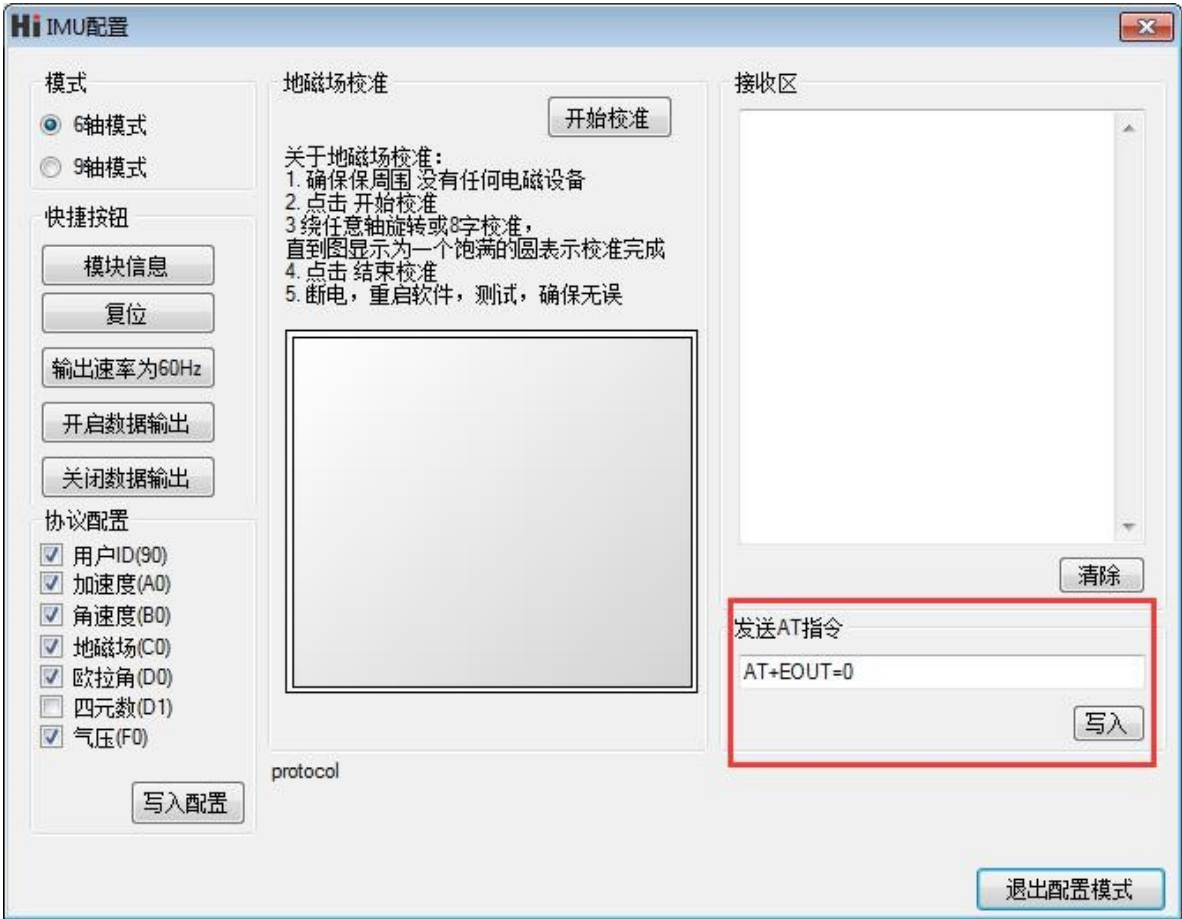 Hi IMU配置
模式
6轴模式
9轴模式
快捷按钮
模块信息
复位
输出速率为60Hz
开启数据输出
关闭数据输出
协议配置
用户ID(90)
加速度(A0)
角速度(B0)
地磁场(C0)
欧拉角(D0)
四元数(D1)
气压(F0)
写入配置
地磁场校准
开始校准
关于地磁场校准:
1. 确保保周围 没有任何电磁设备
2. 点击 开始校准
3 绕任意轴旋转或8字校准，
直到图显示为一个饱满的圆表示校准完成
4. 点击 结束校准
5. 断电，重启软件，测试，确保无误
protocol
接收区
清除
发送AT指令
AT+EOUT=0
写入
退出配置模式